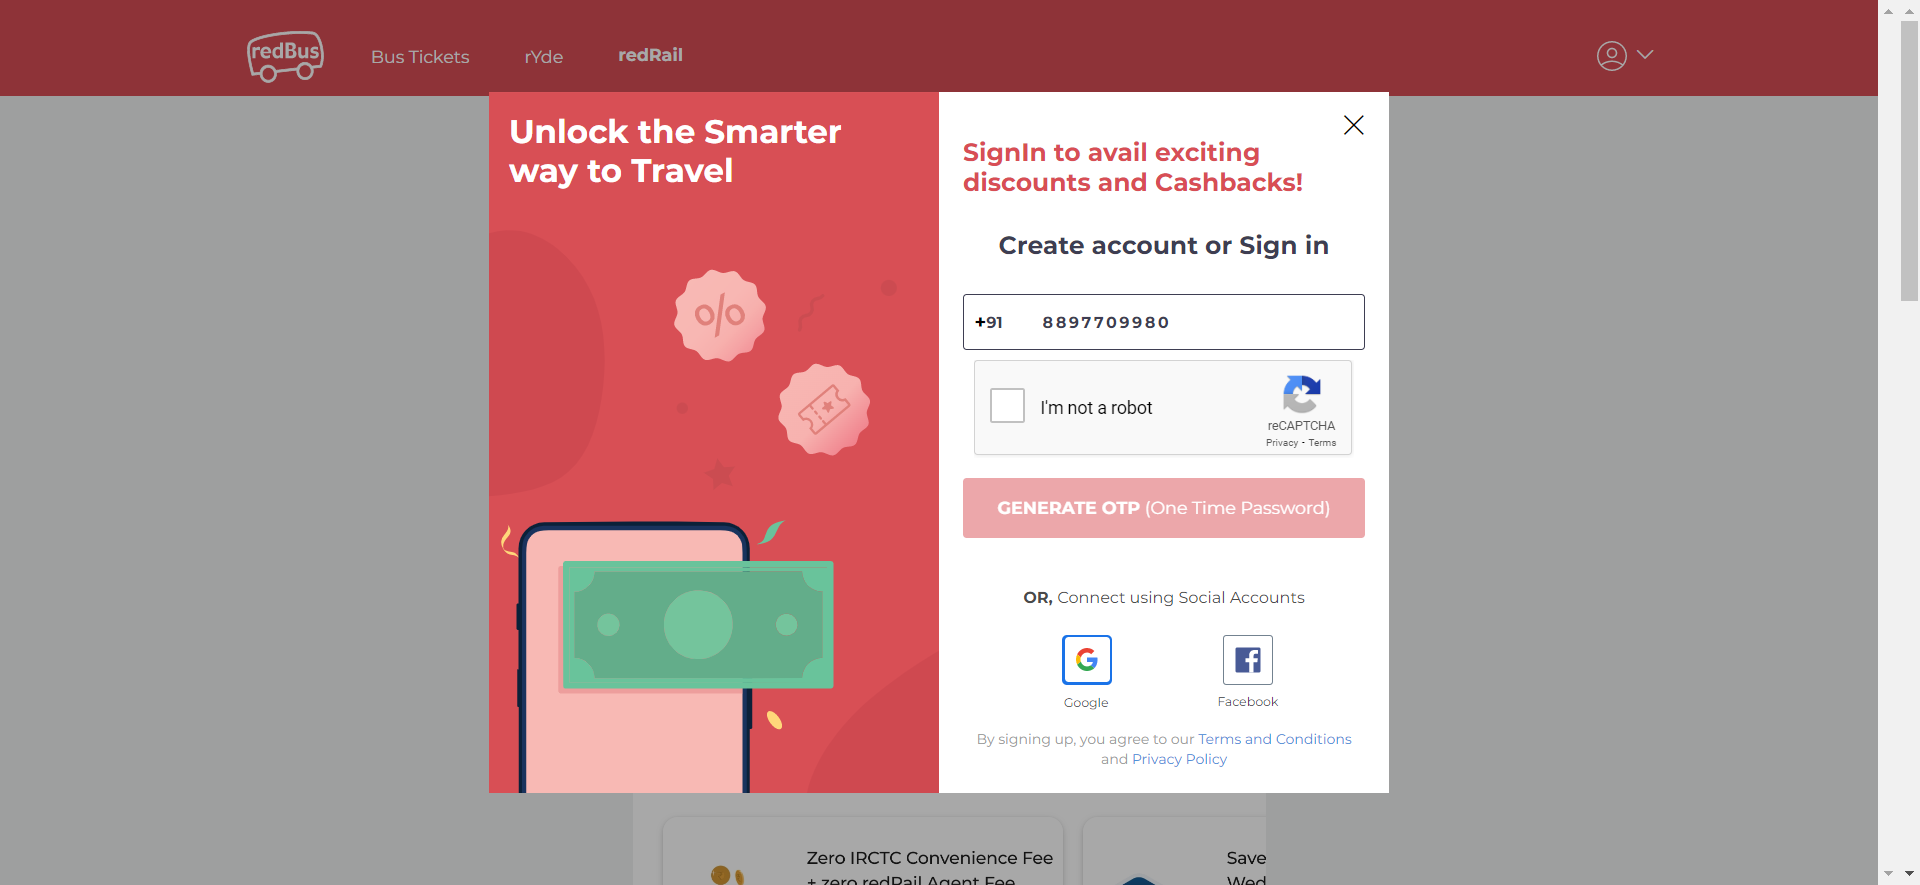 redBus
Bus Tickets
rYde
redRail
Unlock the Smarter
way to Travel
%
SignIn to avail exciting
discounts and Cashbacks!
Create account or Sign in
+91 8897709980
I'm not a robot
reCAPTCHA
Privacy - Terms
GENERATE OTP (One Time Password)
OR, Connect using Social Accounts
Google
Facebook
By signing up, you agree to our Terms and Conditions
and Privacy Policy
Zero IRCTC Convenience Fee
+ zero redRail Agent Fee
Save
Wed